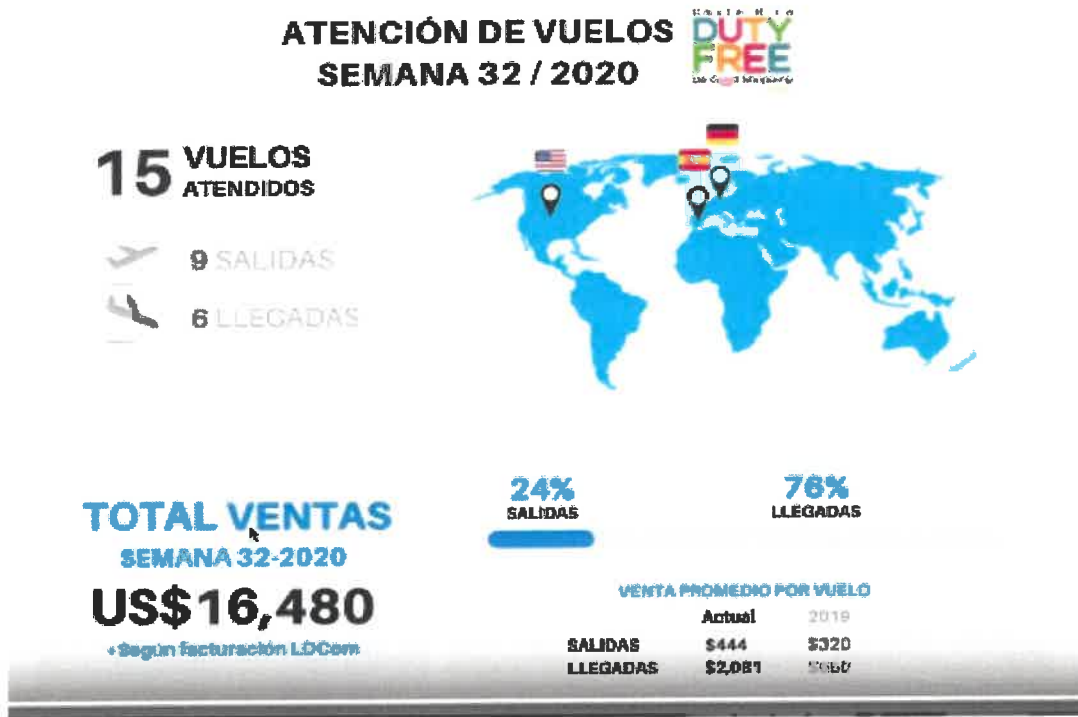 ATENCIÓN DE VUELOS
SEMANA 32 / 2020
Costa Rica
DUTY
FREE
15 VUELOS
ATENDIDOS
9 SALIDAS
6 LLEGADAS
TOTAL VENTAS
SEMANA 32-2020
US$16,480
*Según facturación LDCom
24%
SALIDAS
76%
LLEGADAS
VENTA PROMEDIO POR VUELO
Actual 2019
SALIDAS $444 $320
LLEGADAS $2,081